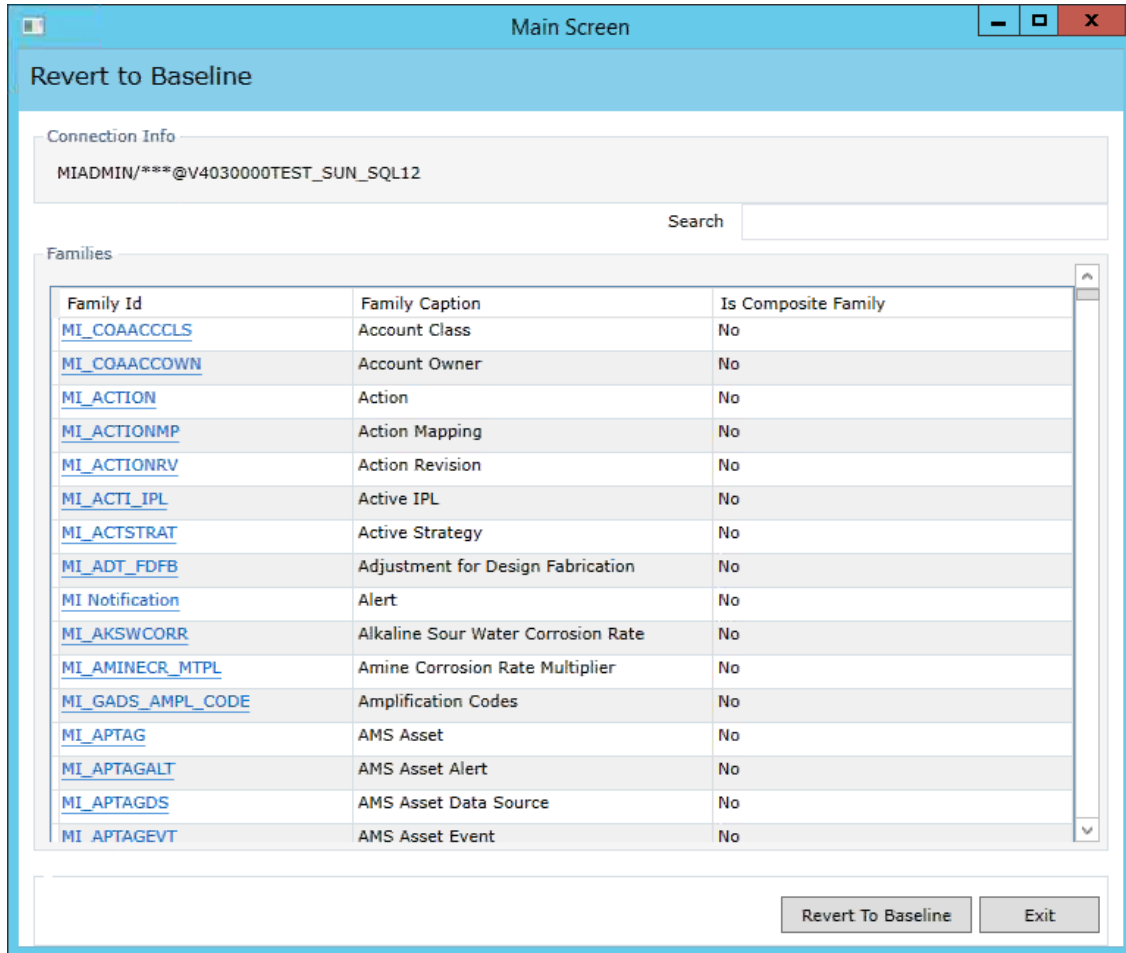 Main Screen
Revert to Baseline
Connection Info
MIADMIN/***@V4030000TEST_SUN_SQL12
Search
Families
Family Id Family Caption Is Composite Family
MI_COAACCCLS Account Class No
MI_COAACCOWN Account Owner No
MI_ACTION Action No
MI_ACTIONMP Action Mapping No
MI_ACTIONRV Action Revision No
MI_ACTI_IPL Active IPL No
MI_ACTSTRAT Active Strategy No
MI_ADT_FDFB Adjustment for Design Fabrication No
MI Notification Alert No
MI_AKSWCORR Alkaline Sour Water Corrosion Rate No
MI_AMINECR_MTPL Amine Corrosion Rate Multiplier No
MI_GADS_AMPL_CODE Amplification Codes No
MI_APTAG AMS Asset No
MI_APTAGALT AMS Asset Alert No
MI_APTAGDS AMS Asset Data Source No
MI_APTAGEVT AMS Asset Event No
Revert To Baseline Exit